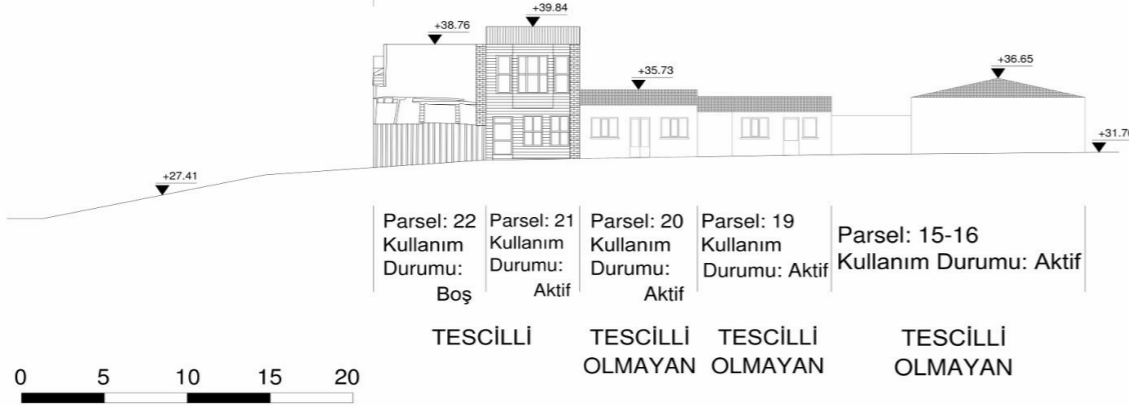 +38.76
+39.84
+35.73
+36.65
+27.41
Parsel: 22
Kullanım
Durumu:
Boş
Parsel: 21
Kullanım
Durumu:
Aktif
Parsel: 20
Kullanım
Durumu:
Aktif
Parsel: 19
Kullanım
Durumu: Aktif
Parsel: 15-16
Kullanım Durumu: Aktif
TESCİLLİ
TESCİLLİ
OLMAYAN
TESCİLLİ
OLMAYAN
TESCİLLİ
OLMAYAN
0 5 10 15 20